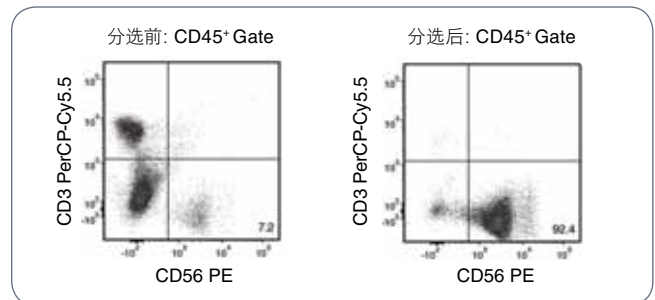 分选前: CD45⁺ Gate
分选后: CD45⁺ Gate
CD3 PerCP-Cy5.5
7.2
CD56 PE
CD3 PerCP-Cy5.5
92.4
CD56 PE